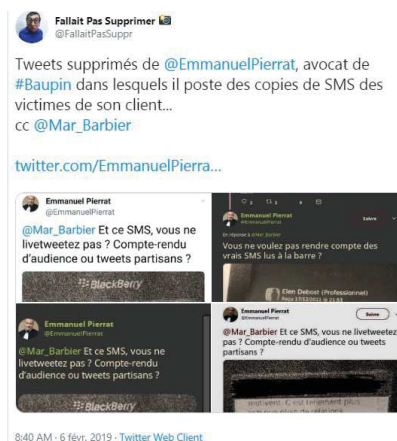 Fallait Pas Supprimer
@FallaitPasSuppr
Tweets supprimés de @EmmanuelPierrat, avocat de
#Baupin dans lesquels il poste des copies de SMS des
victimes de son client...
cc @Mar_Barbier
twitter.com/EmmanuelPierra...
Emmanuel Pierrat
@EmmanuelPierrat
@Mar_Barbier Et ce SMS, vous ne
livetweetez pas ? Compte-rendu
d'audience ou tweets partisans ?
BlackBerry
Emmanuel Pierrat
@EmmanuelPierrat
Suivre
En réponse à @Mar_Barbier
Vous ne voulez pas rendre compte des
vrais SMS lus à la barre ?
Elen Debost (Professionnel)
Emmanuel Pierrat
@EmmanuelPierrat
@Mar_Barbier Et ce SMS, vous ne
livetweetez pas ? Compte-rendu
d'audience ou tweets partisans ?
BlackBerry
Emmanuel Pierrat
@EmmanuelPierrat
Suivre
@Mar_Barbier Et ce SMS, vous ne livetweetez
pas ? Compte-rendu d'audience ou tweets
partisans ?
8:40 AM · 6 févr. 2019 · Twitter Web Client